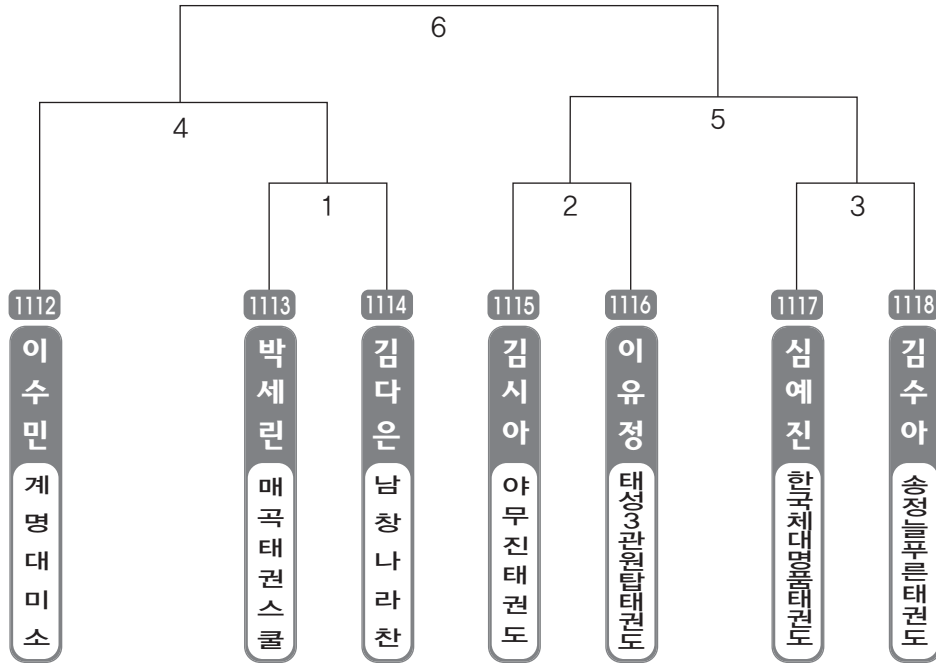 6
4
5
1
2
3
1112
1113
1114
1115
1116
1117
1118
이수민
박세린
김다은
김시아
이유정
심예진
김수아
계명대미소
매곡태권스쿨
남창나라찬
야무진태권도
태성3관원탑태권도
한국체대명품태권도
송정늘푸른태권도